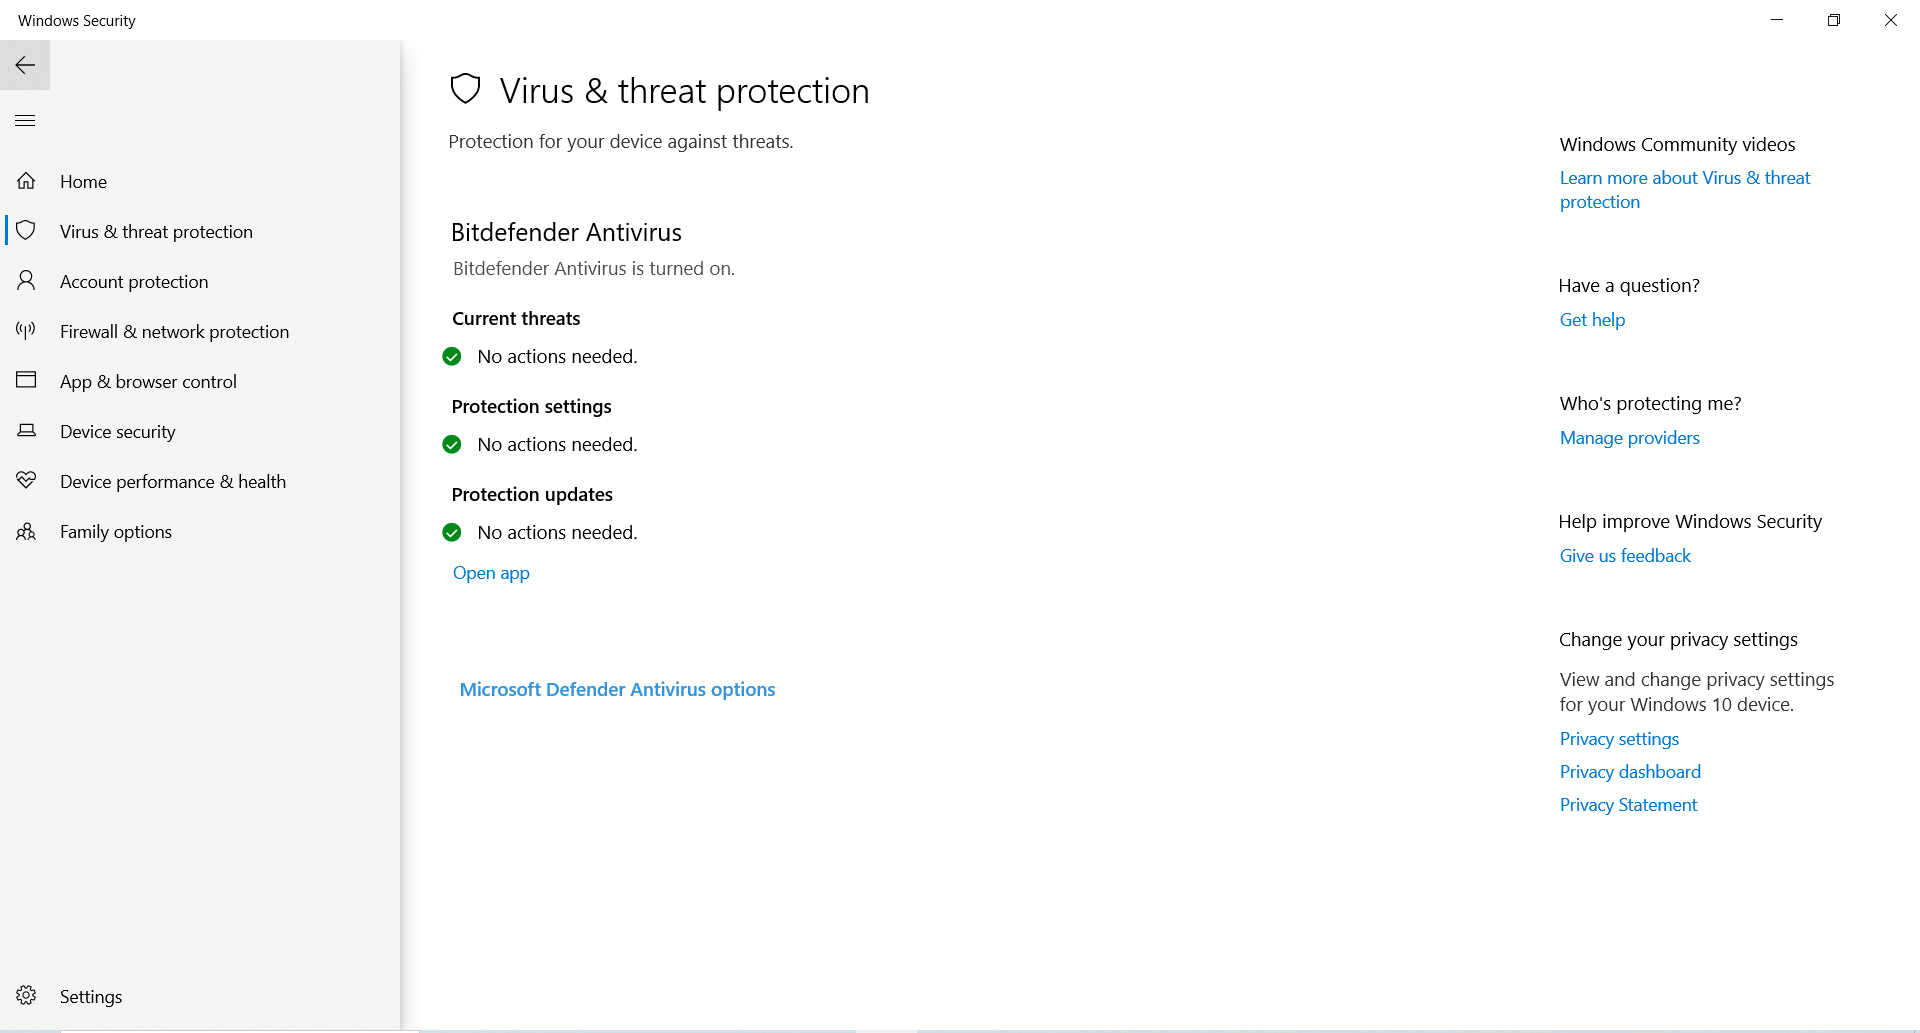 Windows Security
Home
Virus & threat protection
Account protection
Firewall & network protection
App & browser control
Device security
Device performance & health
Family options
Settings
Virus & threat protection
Protection for your device against threats.
Bitdefender Antivirus
Bitdefender Antivirus is turned on.
Current threats
No actions needed.
Protection settings
No actions needed.
Protection updates
No actions needed.
Open app
Microsoft Defender Antivirus options
Windows Community videos
Learn more about Virus & threat
protection
Have a question?
Get help
Who's protecting me?
Manage providers
Help improve Windows Security
Give us feedback
Change your privacy settings
View and change privacy settings
for your Windows 10 device.
Privacy settings
Privacy dashboard
Privacy Statement